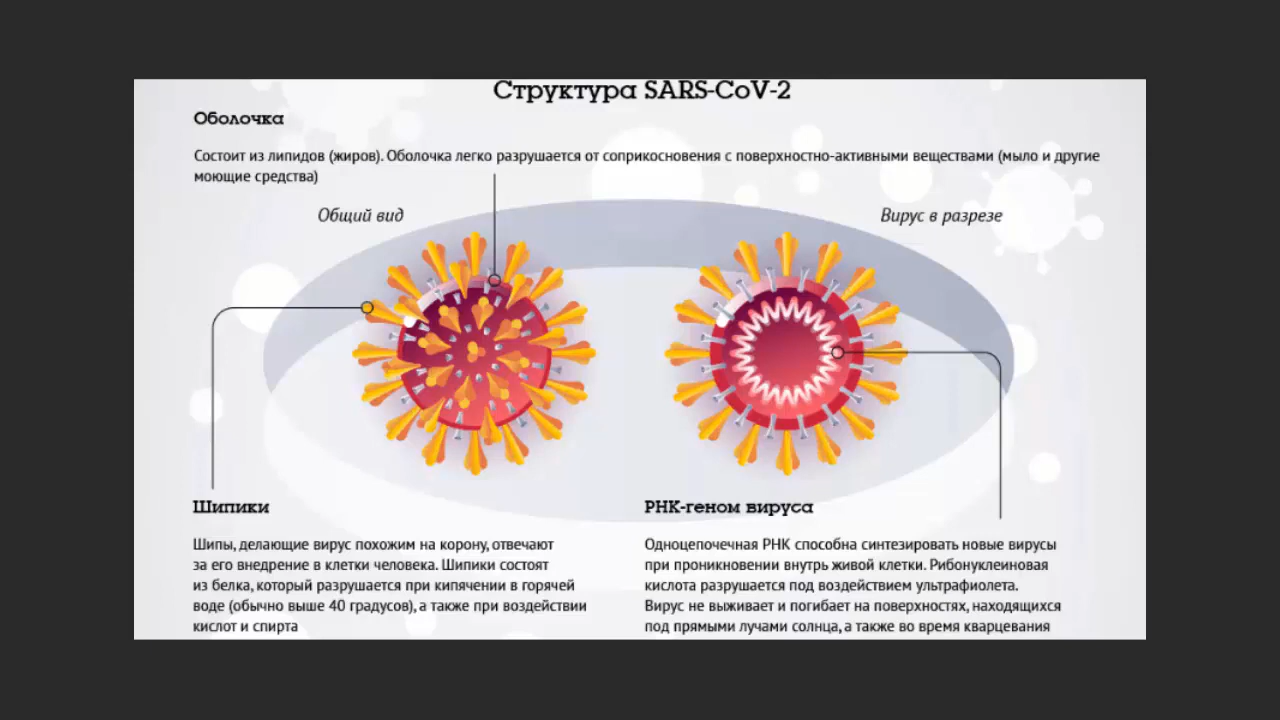 Структура SARS-CoV-2
Оболочка
Состоит из липидов (жиров). Оболочка легко разрушается от соприкосновения с поверхностно-активными веществами (мыло и другие
моющие средства)
Общий вид
Вирус в разрезе
Шипики
Шипы, делающие вирус похожим на корону, отвечают
за его внедрение в клетки человека. Шипики состоят
из белка, который разрушается при кипячении в горячей
воде (обычно выше 40 градусов), а также при воздействии
кислот и спирта
РНК-геном вируса
Одноцепочечная РНК способна синтезировать новые вирусы
при проникновении внутрь живой клетки. Рибонуклеиновая
кислота разрушается под воздействием ультрафиолета.
Вирус не выживает и погибает на поверхностях, находящихся
под прямыми лучами солнца, а также во время кварцевания